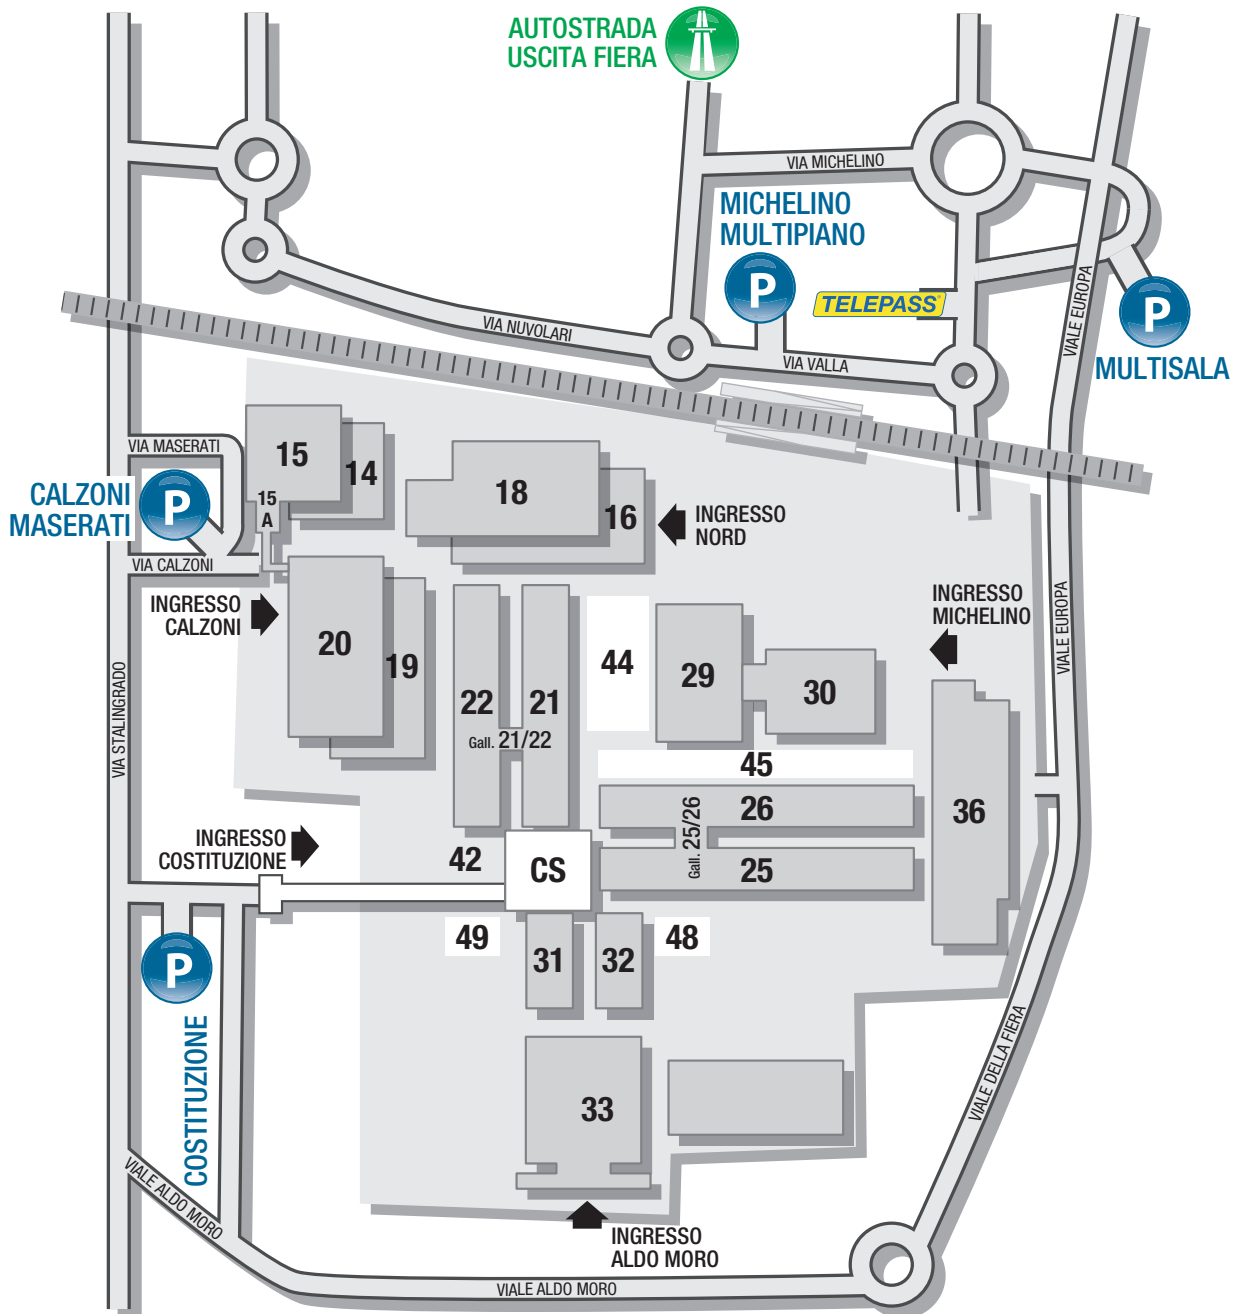 AUTOSTRADA
USCITA FIERA
VIA MICHELINO
MICHELINO
MULTIPIANO
P
TELEPASS
P
MULTISALA
VIALE EUROPA
VIA NUVOLARI
VIA VALLA
VIA MASERATI
15
14
18
16
CALZONI
MASERATI
P
15
A
INGRESSO
NORD
VIA CALZONI
INGRESSO
CALZONI
INGRESSO
MICHELINO
VIALE EUROPA
20
19
22
21
Gall. 21/22
44
29
30
VIA STALINGRADO
45
26
Gall. 25/26
25
36
INGRESSO
COSTITUZIONE
42
CS
49
31
32
48
P
COSTITUZIONE
33
VIALE DELLA FIERA
VIALE ALDO MORO
INGRESSO
ALDO MORO
VIALE ALDO MORO